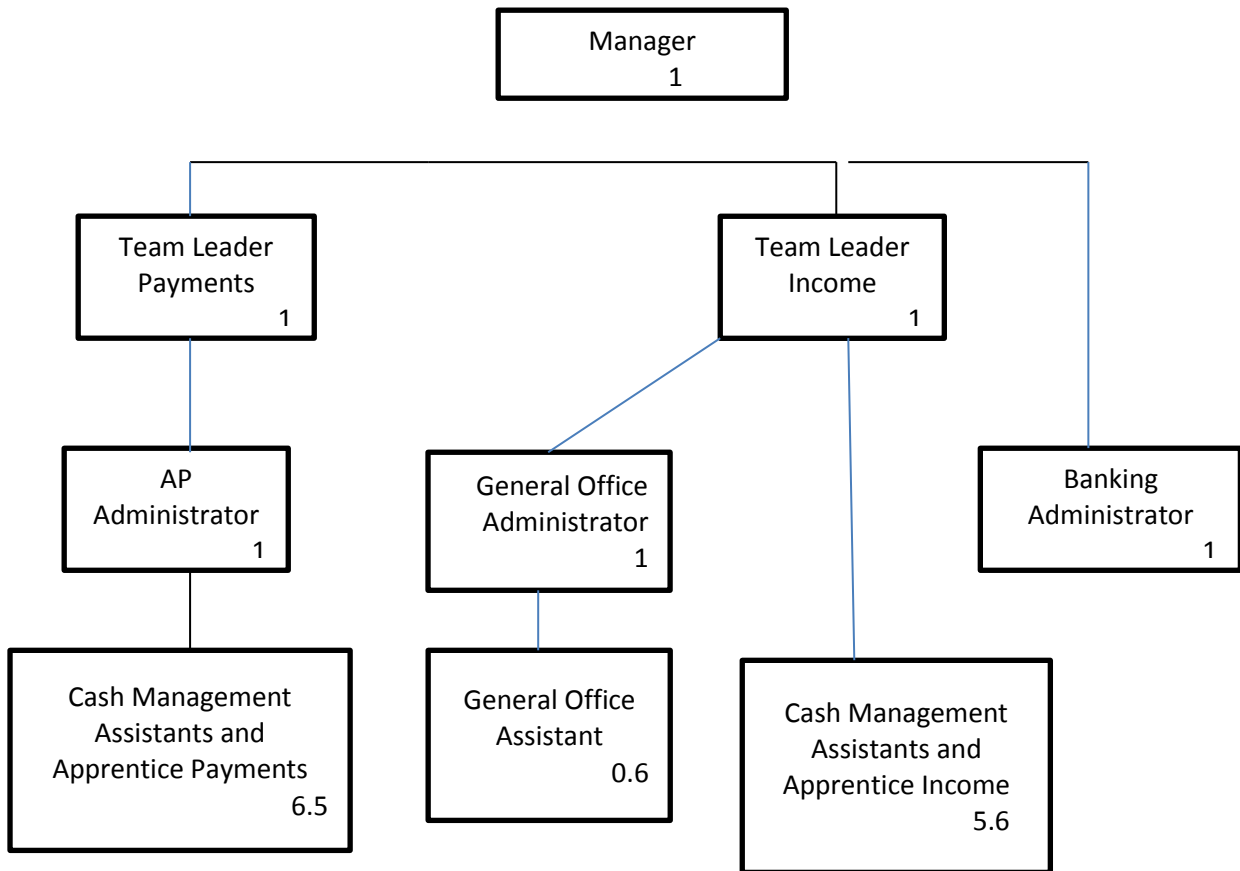 Manager
1
Team Leader
Payments
1
Team Leader
Income
1
AP
Administrator
1
General Office
Administrator
1
Banking
Administrator
1
Cash Management
Assistants and
Apprentice Payments
6.5
General Office
Assistant
0.6
Cash Management
Assistants and
Apprentice Income
5.6